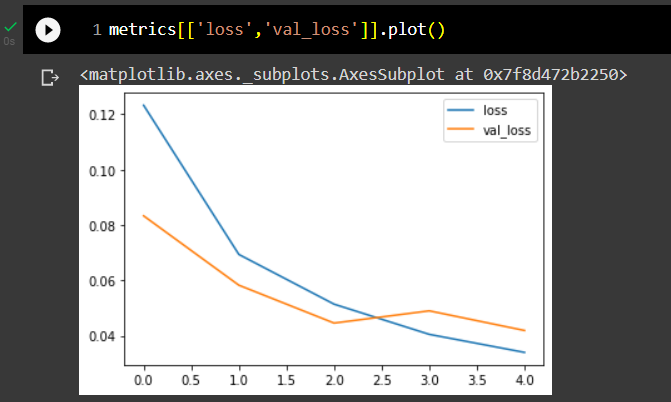 1 metrics[['loss','val_loss']].plot()
0s
<matplotlib.axes._subplots.AxesSubplot at 0x7f8d472b2250>
loss
val_loss
0.12
0.10
0.08
0.06
0.04
0.0 0.5 1.0 1.5 2.0 2.5 3.0 3.5 4.0